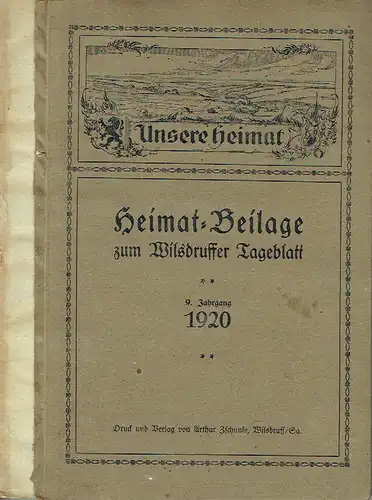 Unsere Heimat
Heimat-Beilage
zum Wilsdruffer Tageblatt
9. Jahrgang
1920
Druck und Verlag von Arthur Zschunke, Wilsdruff/Sa.